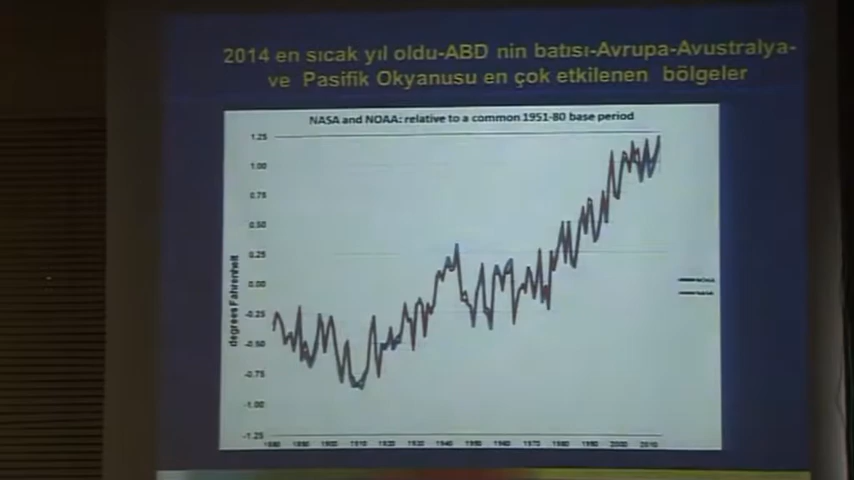 2014 en sıcak yıl oldu-ABD nin batısı-Avrupa-Avustralya-
ve Pasifik Okyanusu en çok etkilenen bölgeler
NASA and NOAA: relative to a common 1951-80 base period
degrees Fahrenheit
1.25
1.00
0.75
0.50
0.25
0.00
-0.25
-0.50
-0.75
-1.00
-1.25
1880 1890 1900 1910 1920 1930 1940 1950 1960 1970 1980 1990 2000 2010
NOAA
NASA